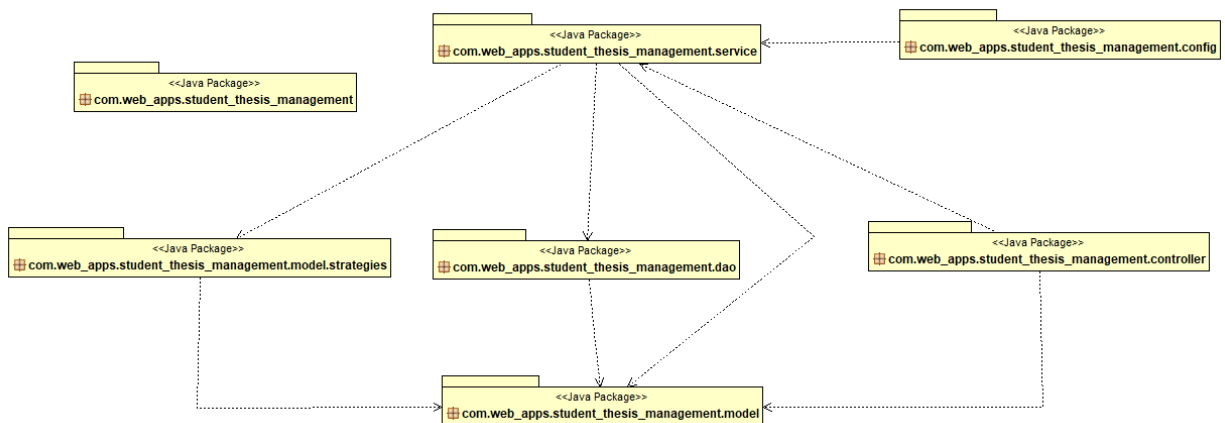 <<Java Package>>
com.web_apps.student_thesis_management.service
<<Java Package>>
com.web_apps.student_thesis_management.config
<<Java Package>>
com.web_apps.student_thesis_management
<<Java Package>>
com.web_apps.student_thesis_management.model.strategies
<<Java Package>>
com.web_apps.student_thesis_management.dao
<<Java Package>>
com.web_apps.student_thesis_management.controller
<<Java Package>>
com.web_apps.student_thesis_management.model